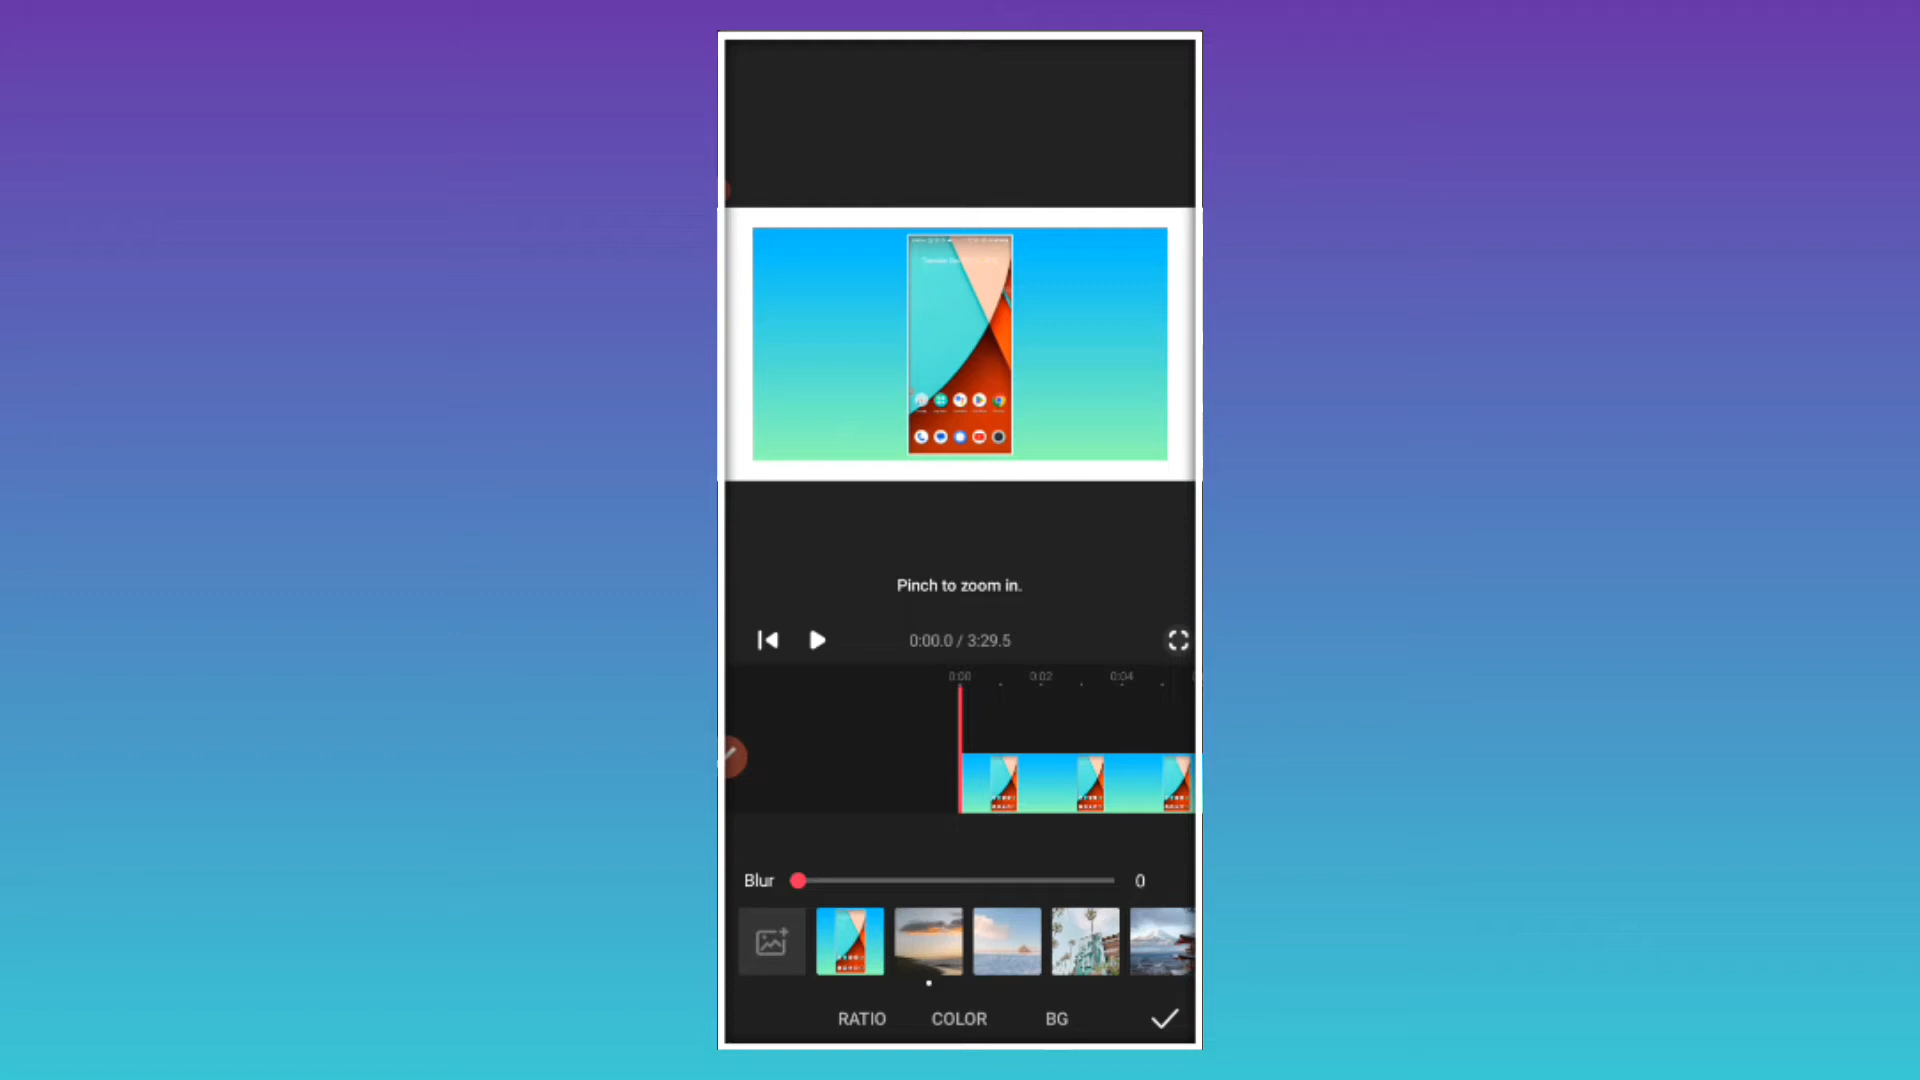 Pinch to zoom in.
0:00.0 / 3:29.5
0:00 0:02 0:04
Blur 0
RATIO COLOR BG